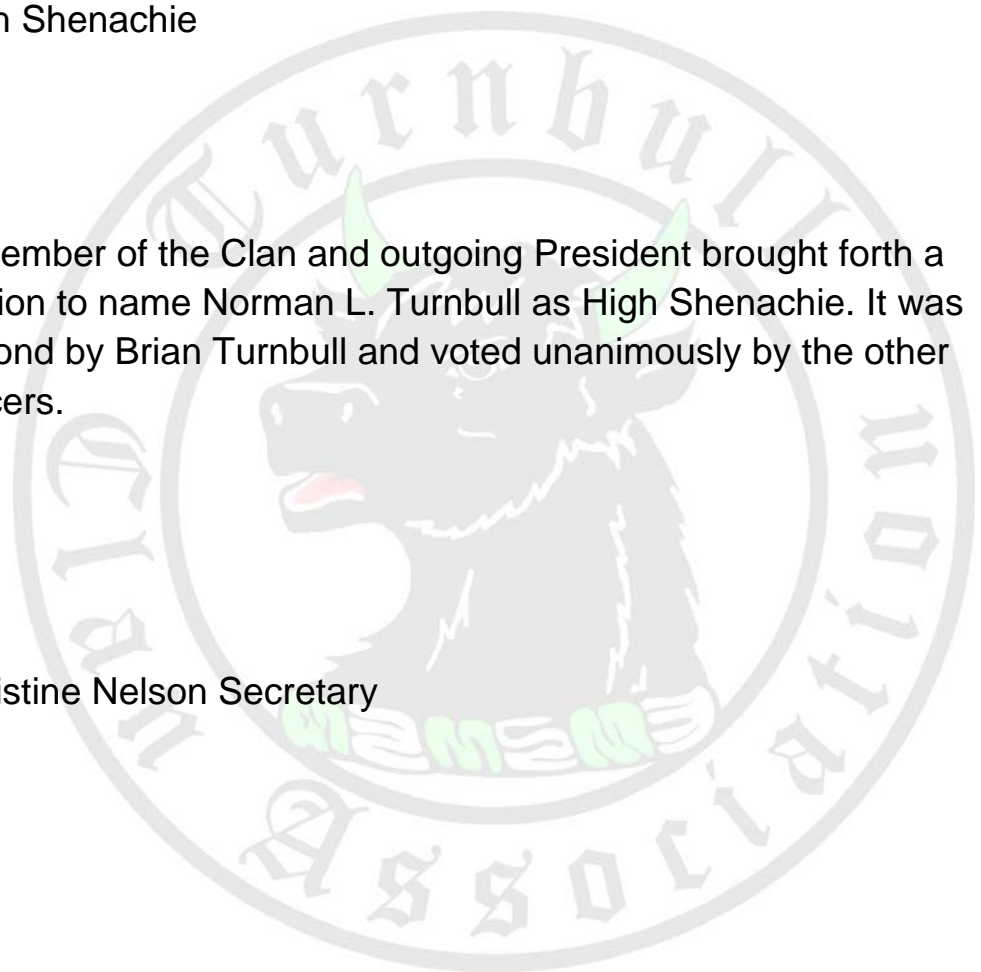 n Shenachie
ember of the Clan and outgoing President brought forth a
ion to name Norman L. Turnbull as High Shenachie. It was
ond by Brian Turnbull and voted unanimously by the other
cers.
istine Nelson Secretary
Turnbull Clan Association